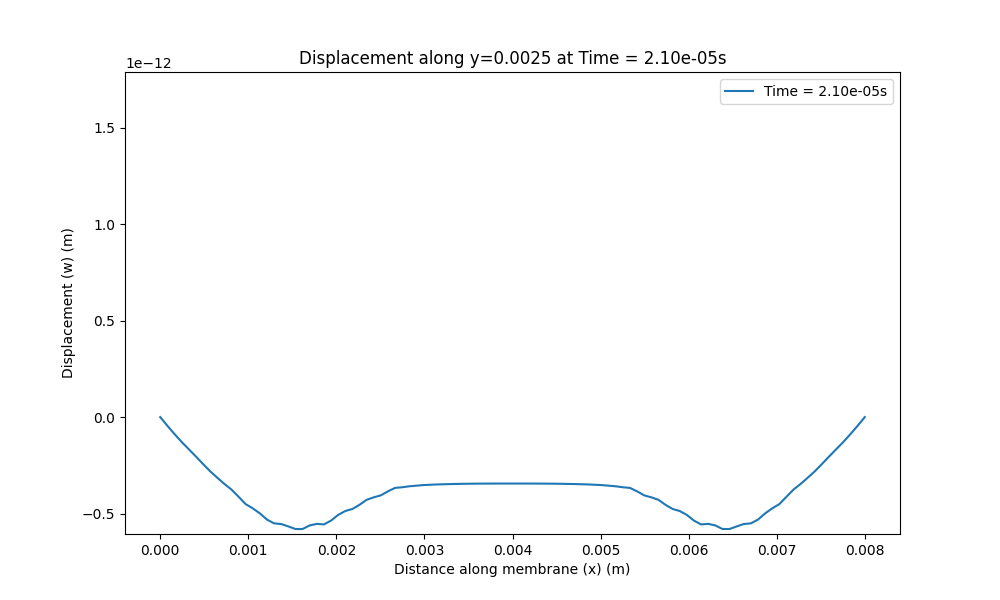 Displacement along y=0.0025 at Time = 2.10e-05s
1e−12
Time = 2.10e-05s
1.5
1.0
0.5
0.0
−0.5
Displacement (w) (m)
0.000 0.001 0.002 0.003 0.004 0.005 0.006 0.007 0.008
Distance along membrane (x) (m)